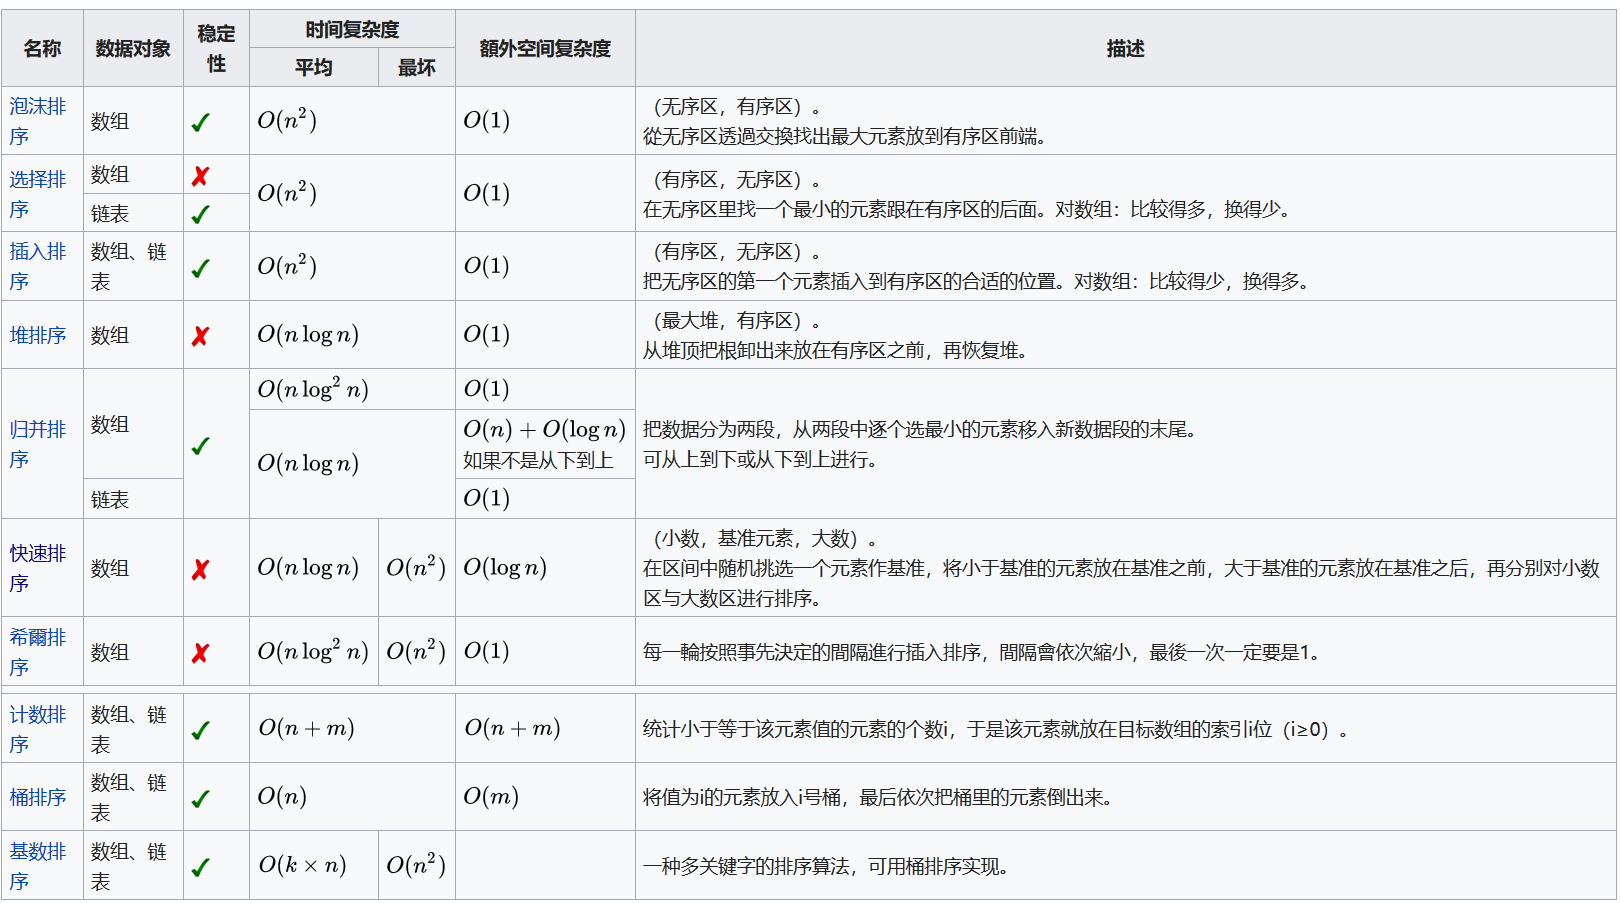 名称
数据对象
稳定
性
时间复杂度
平均
最坏
額外空间复杂度
描述
泡沫排
序
数组
✓
O(n²)
O(1)
（无序区，有序区）。
從无序区透過交換找出最大元素放到有序区前端。
选择排
序
数组
✗
链表
✓
O(n²)
O(1)
（有序区，无序区）。
在无序区里找一个最小的元素跟在有序区的后面。对数组：比较得多，换得少。
插入排
序
数组、链
表
✓
O(n²)
O(1)
（有序区，无序区）。
把无序区的第一个元素插入到有序区的合适的位置。对数组：比较得少，换得多。
堆排序
数组
✗
O(n log n)
O(1)
（最大堆，有序区）。
从堆顶把根卸出来放在有序区之前，再恢复堆。
归并排
序
数组
链表
✓
O(n log² n)
O(1)
O(n log n)
O(n) + O(log n)
如果不是从下到上
O(1)
把数据分为两段，从两段中逐个选最小的元素移入新数据段的末尾。
可从上到下或从下到上进行。
快速排
序
数组
✗
O(n log n)
O(n²)
O(log n)
（小数，基准元素，大数）。
在区间中随机挑选一个元素作基准，将小于基准的元素放在基准之前，大于基准的元素放在基准之后，再分别对小数
区与大数区进行排序。
希爾排
序
数组
✗
O(n log² n)
O(n²)
O(1)
每一輪按照事先決定的間隔進行插入排序，間隔會依次縮小，最後一次一定要是1。
计数排
序
数组、链
表
✓
O(n + m)
O(n + m)
统计小于等于该元素值的元素的个数i，于是该元素就放在目标数组的索引i位（i≥0）。
桶排序
数组、链
表
✓
O(n)
O(m)
将值为i的元素放入i号桶，最后依次把桶里的元素倒出来。
基数排
序
数组、链
表
✓
O(k × n)
O(n²)
一种多关键字的排序算法，可用桶排序实现。